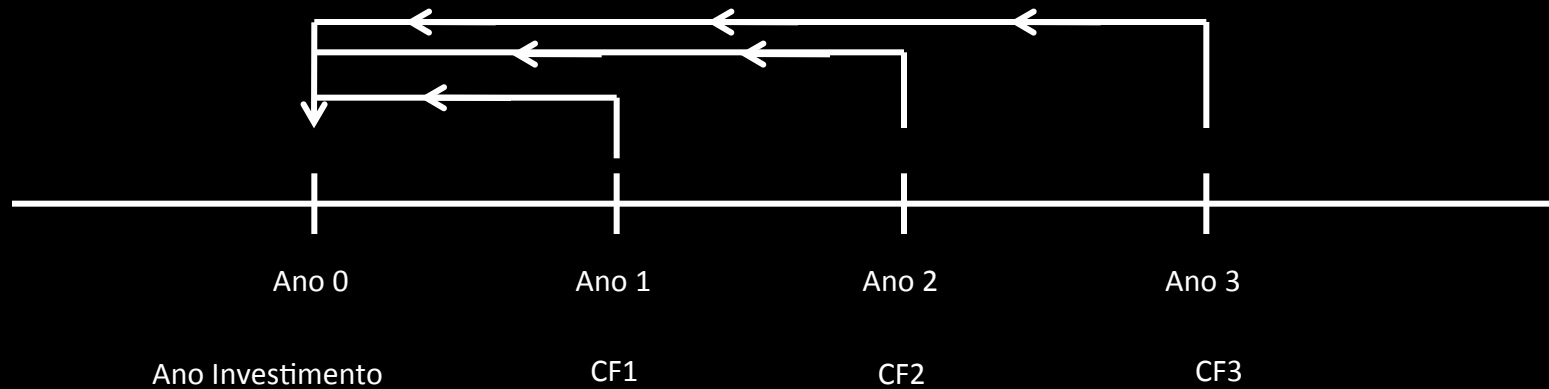 Ano 0 Ano 1 Ano 2 Ano 3
Ano Investimento CF1 CF2 CF3